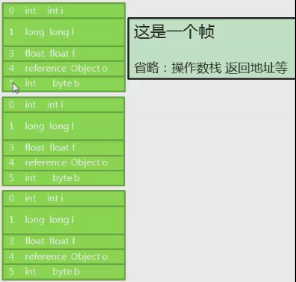 0 int int i
1 long long l
3 float float f
4 reference Object o
int byte b
这是一个帧
省略：操作数栈 返回地址等
0 int int i
1 long long l
3 float float f
4 reference Object o
5 int byte b
0 int int i
1 long long l
3 float float f
4 reference Object o
5 int byte b